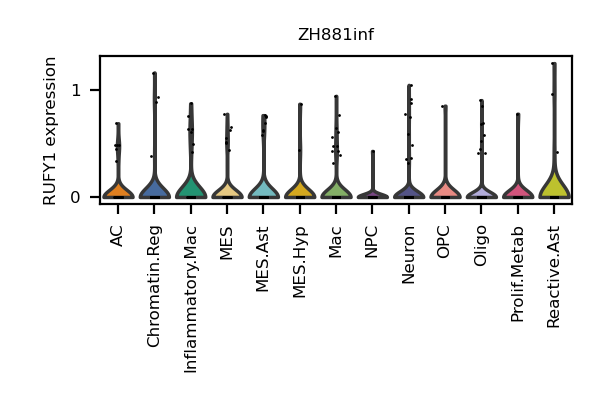 ZH881inf
RUFY1 expression
1
0
AC
Chromatin.Reg
Inflammatory.Mac
MES
MES.Ast
MES.Hyp
Mac
NPC
Neuron
OPC
Oligo
Prolif.Metab
Reactive.Ast